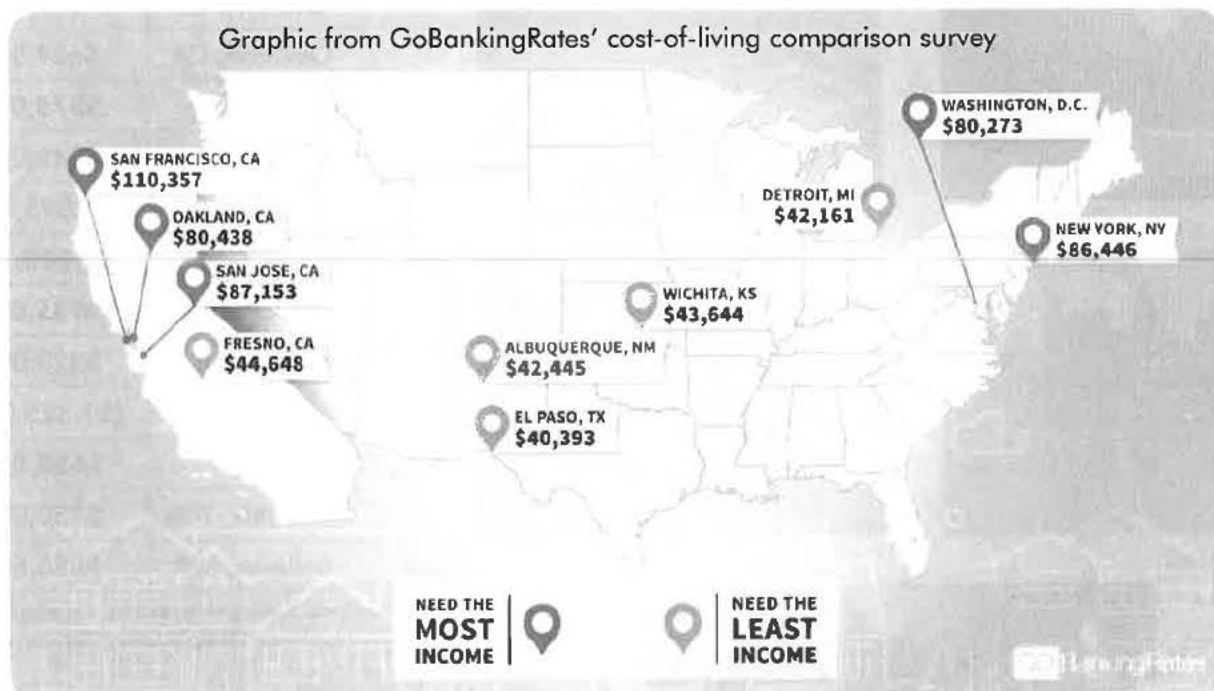 Graphic from GoBankingRates' cost-of-living comparison survey
WASHINGTON, D.C.
$80,273
SAN FRANCISCO, CA
$110,357
DETROIT, MI
$42,161
OAKLAND, CA
$80,438
NEW YORK, NY
$86,446
SAN JOSE, CA
$87,153
WICHITA, KS
$43,644
FRESNO, CA
$44,648
ALBUQUERQUE, NM
$42,445
EL PASO, TX
$40,393
NEED THE
MOST
INCOME
NEED THE
LEAST
INCOME
BankingRates